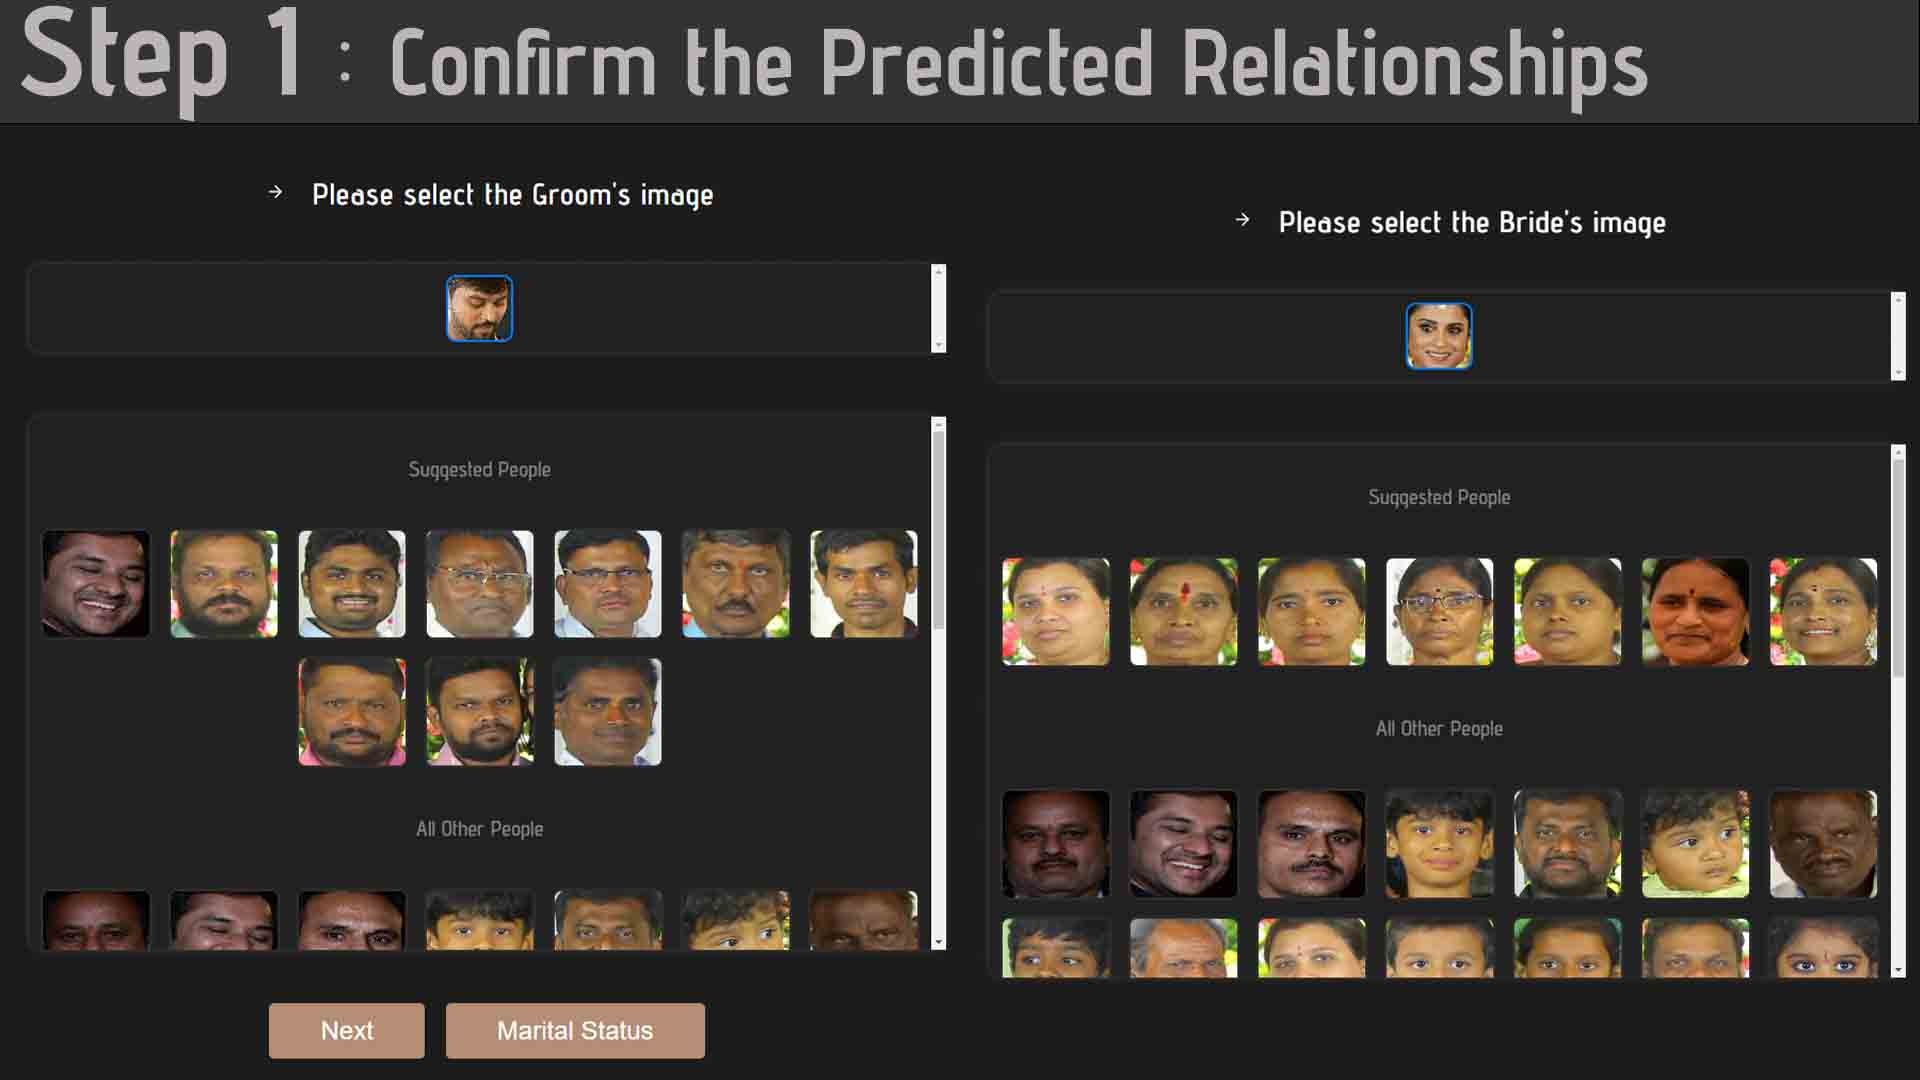 Step 1 : Confirm the Predicted Relationships
→ Please select the Groom's image
→ Please select the Bride's image
Suggested People
All Other People
Suggested People
All Other People
Next
Marital Status